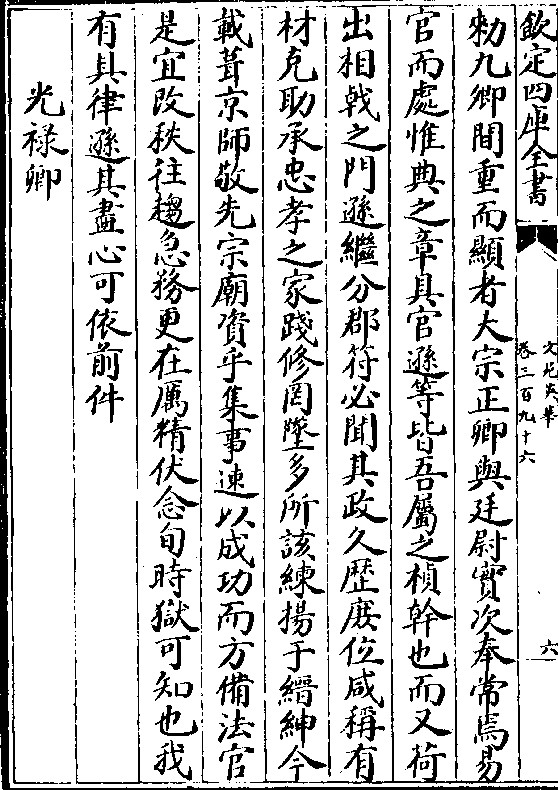 欽定四庫全書
文苑英華
卷三百九十六
六
勅九卿間重而顯者大宗正卿與廷尉實次奉常焉易
官而處惟典之章具官遜等皆吾屬之楨幹也而又荷
出相戟之門遜繼分郡符必聞其政久歷庻位咸稱有
材克助承忠孝之家踐修罔墜多所該練揚于縉紳今
載葺京師敬先宗廟資乎集事速以成功而方備法官
是宜改秩往趨急務更在厲精伏念旬時獄可知也我
有具律遜其盡心可依前件
光祿卿